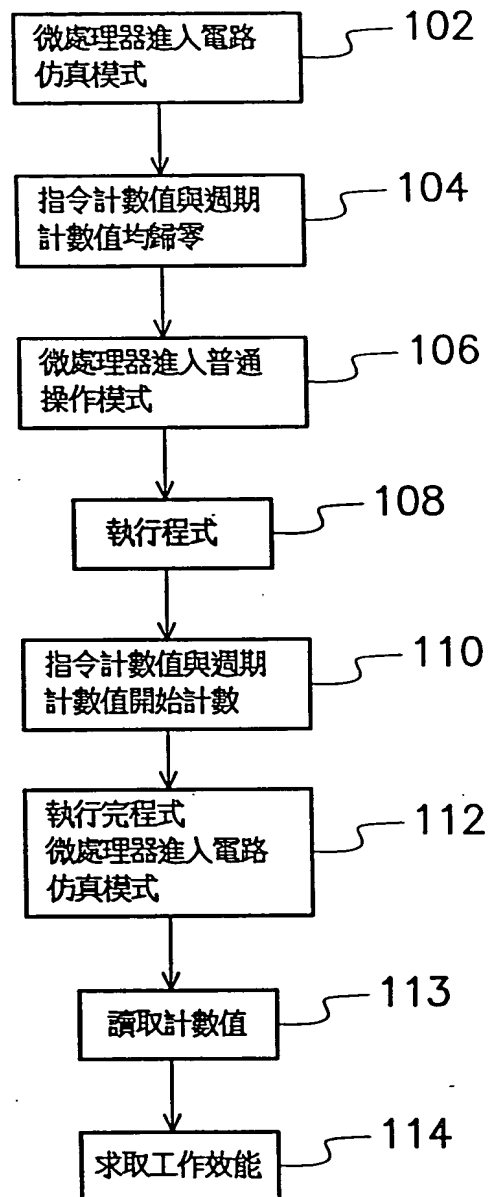 微處理器進入電路
仿真模式
102
指令計數值與週期
計數值均歸零
104
微處理器進入普通
操作模式
106
執行程式
108
指令計數值與週期
計數值開始計數
110
執行完程式
微處理器進入電路
仿真模式
112
讀取計數值
113
求取工作效能
114